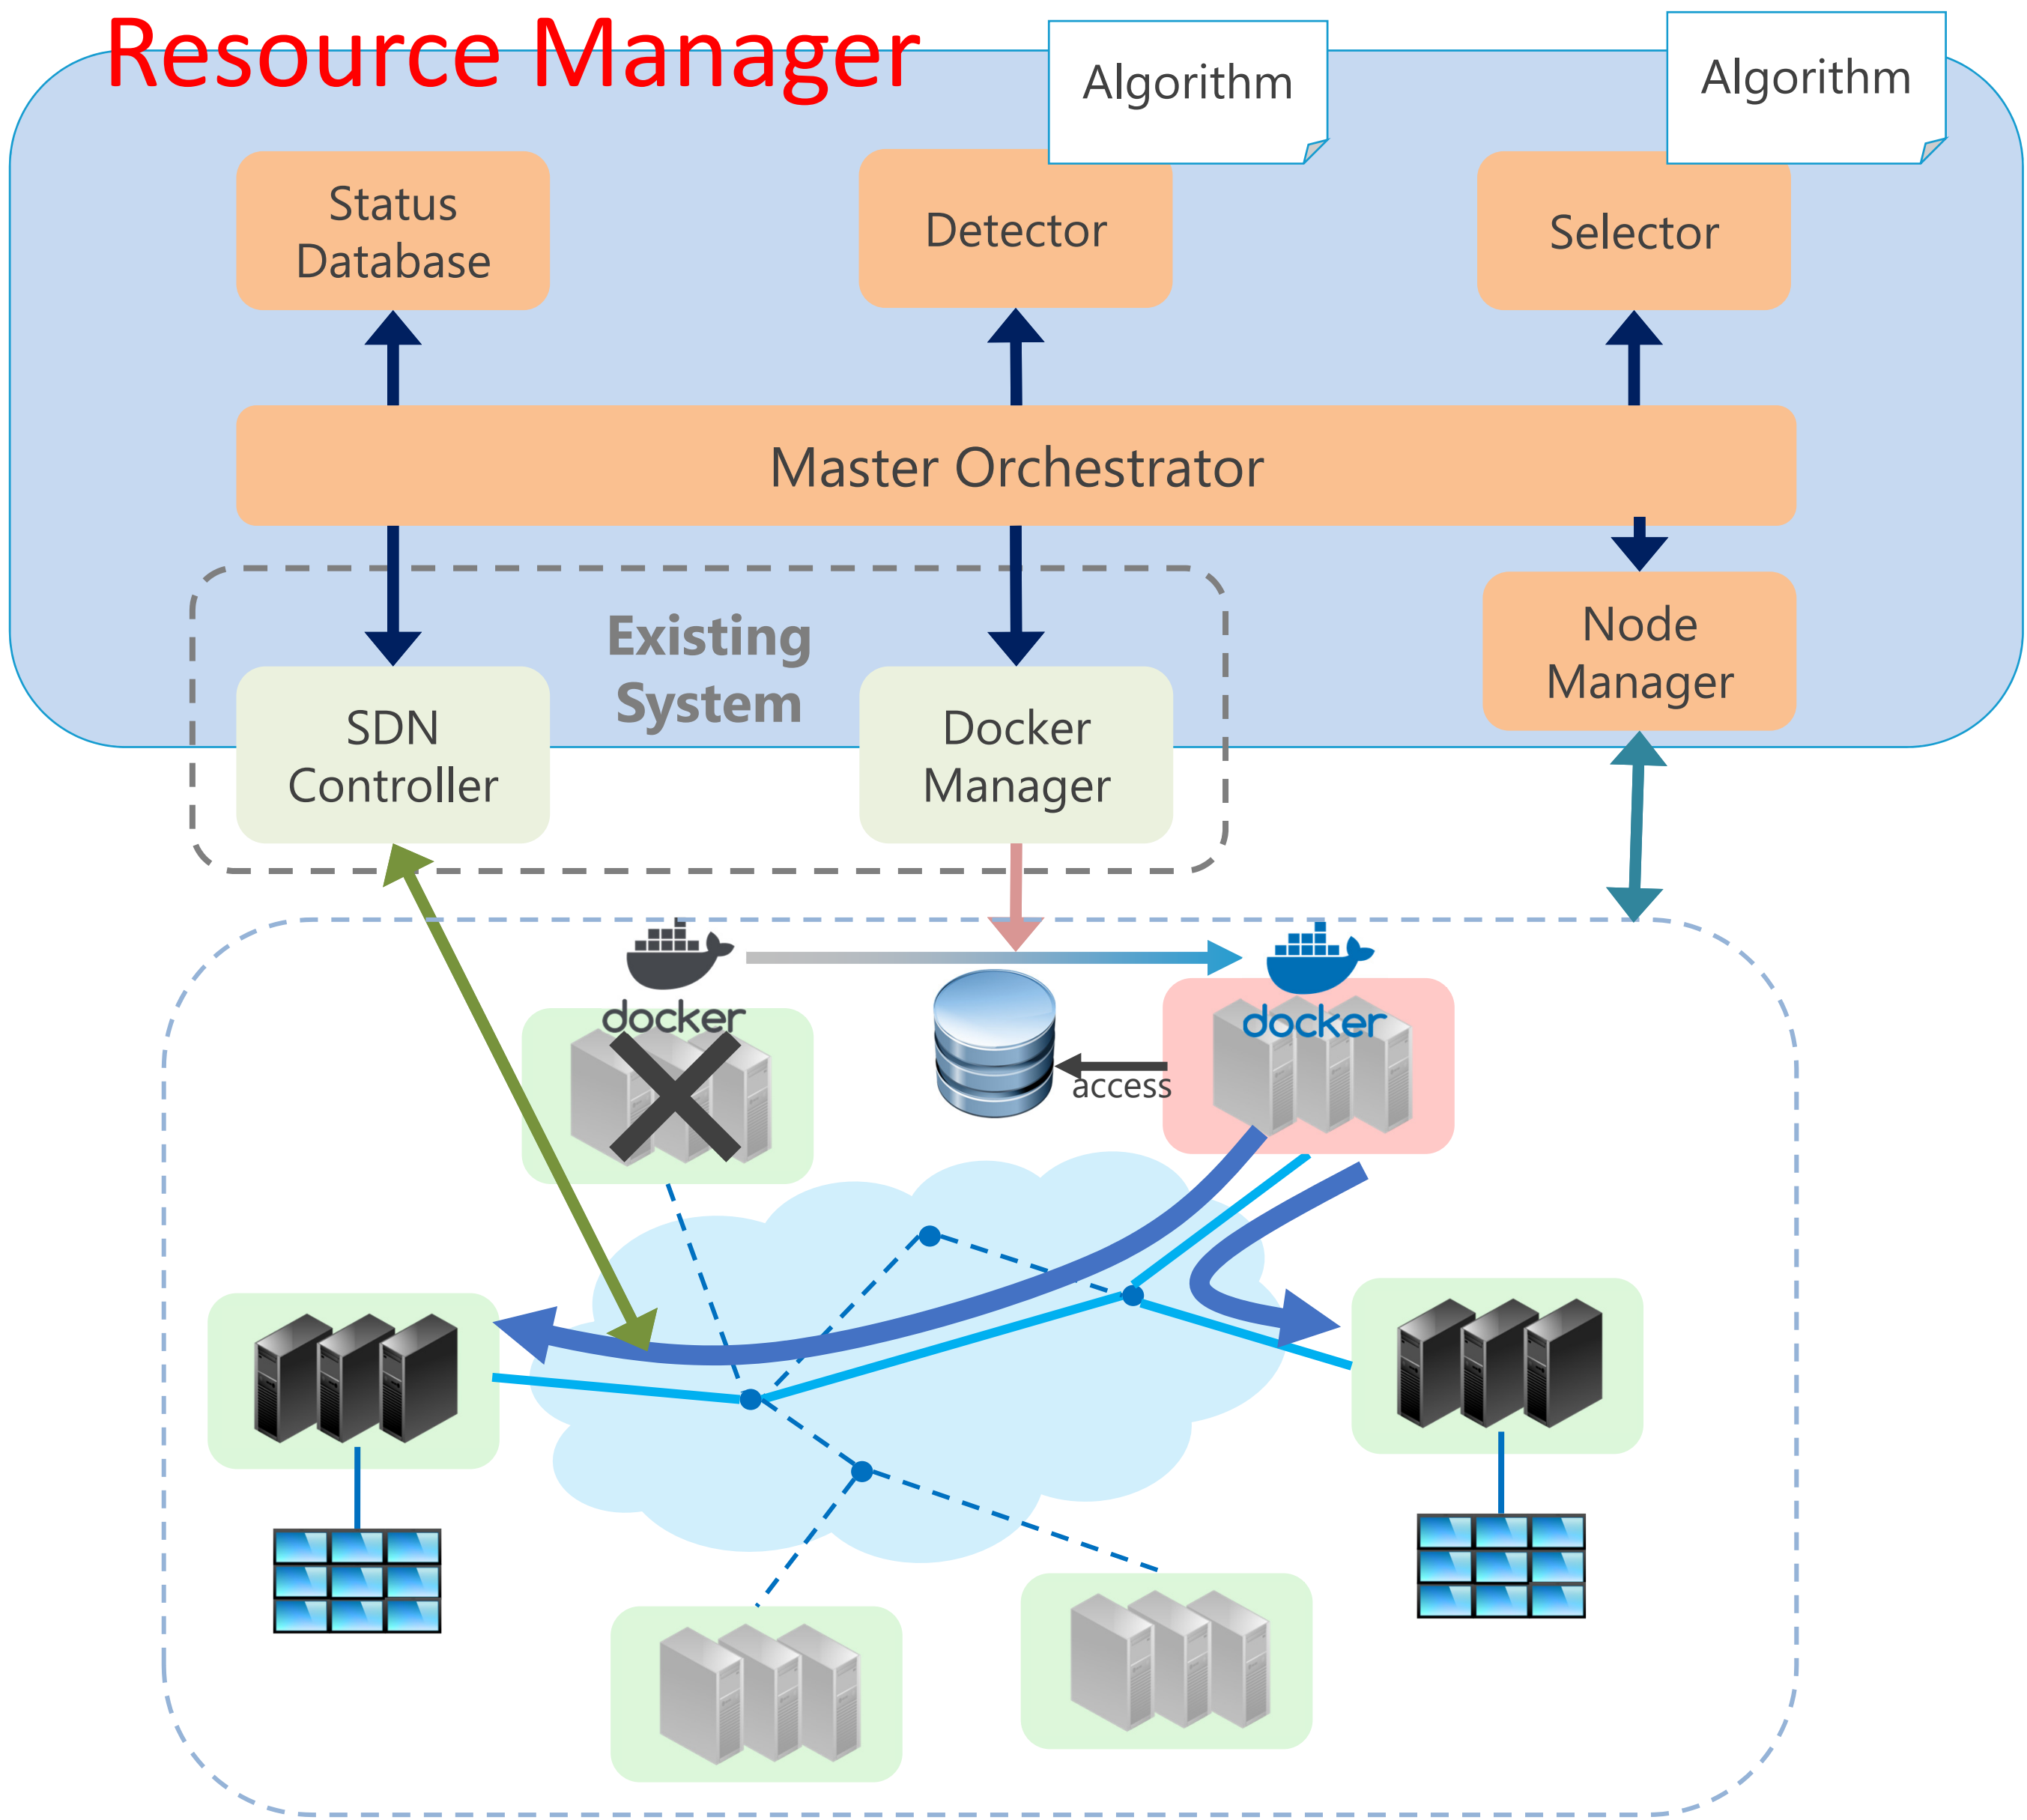 Resource Manager
Algorithm
Algorithm
Status
Database
Detector
Selector
Master Orchestrator
Existing
System
Node
Manager
SDN
Controller
Docker
Manager
docker
docker
access